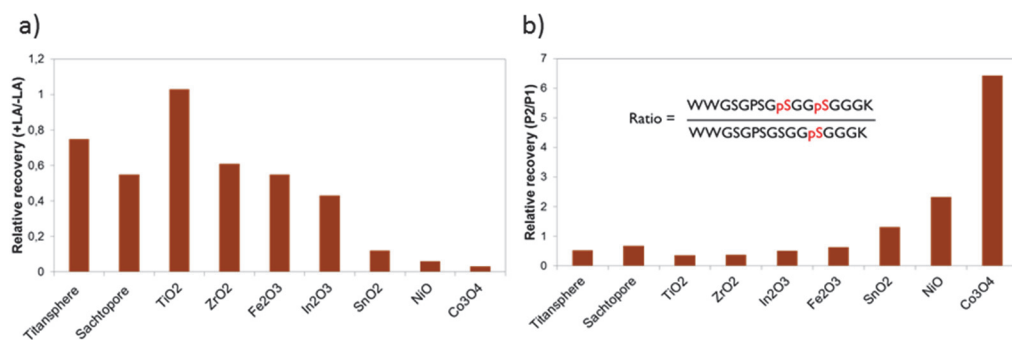 a)
Relative recovery (+LA/-LA)
1,2
1
0,8
0,6
0,4
0,2
0
Titansphere
Sachtopore
TiO2
ZrO2
Fe2O3
In2O3
SnO2
NiO
Co3O4
b)
Relative recovery (P2/P1)
7
6
5
4
3
2
1
0
Ratio =
WWGSGPSGpSGGpSGGGK
WWGSGPSGSGGpSGGGK
Titansphere
Sachtopore
TiO2
ZrO2
In2O3
Fe2O3
SnO2
NiO
Co3O4